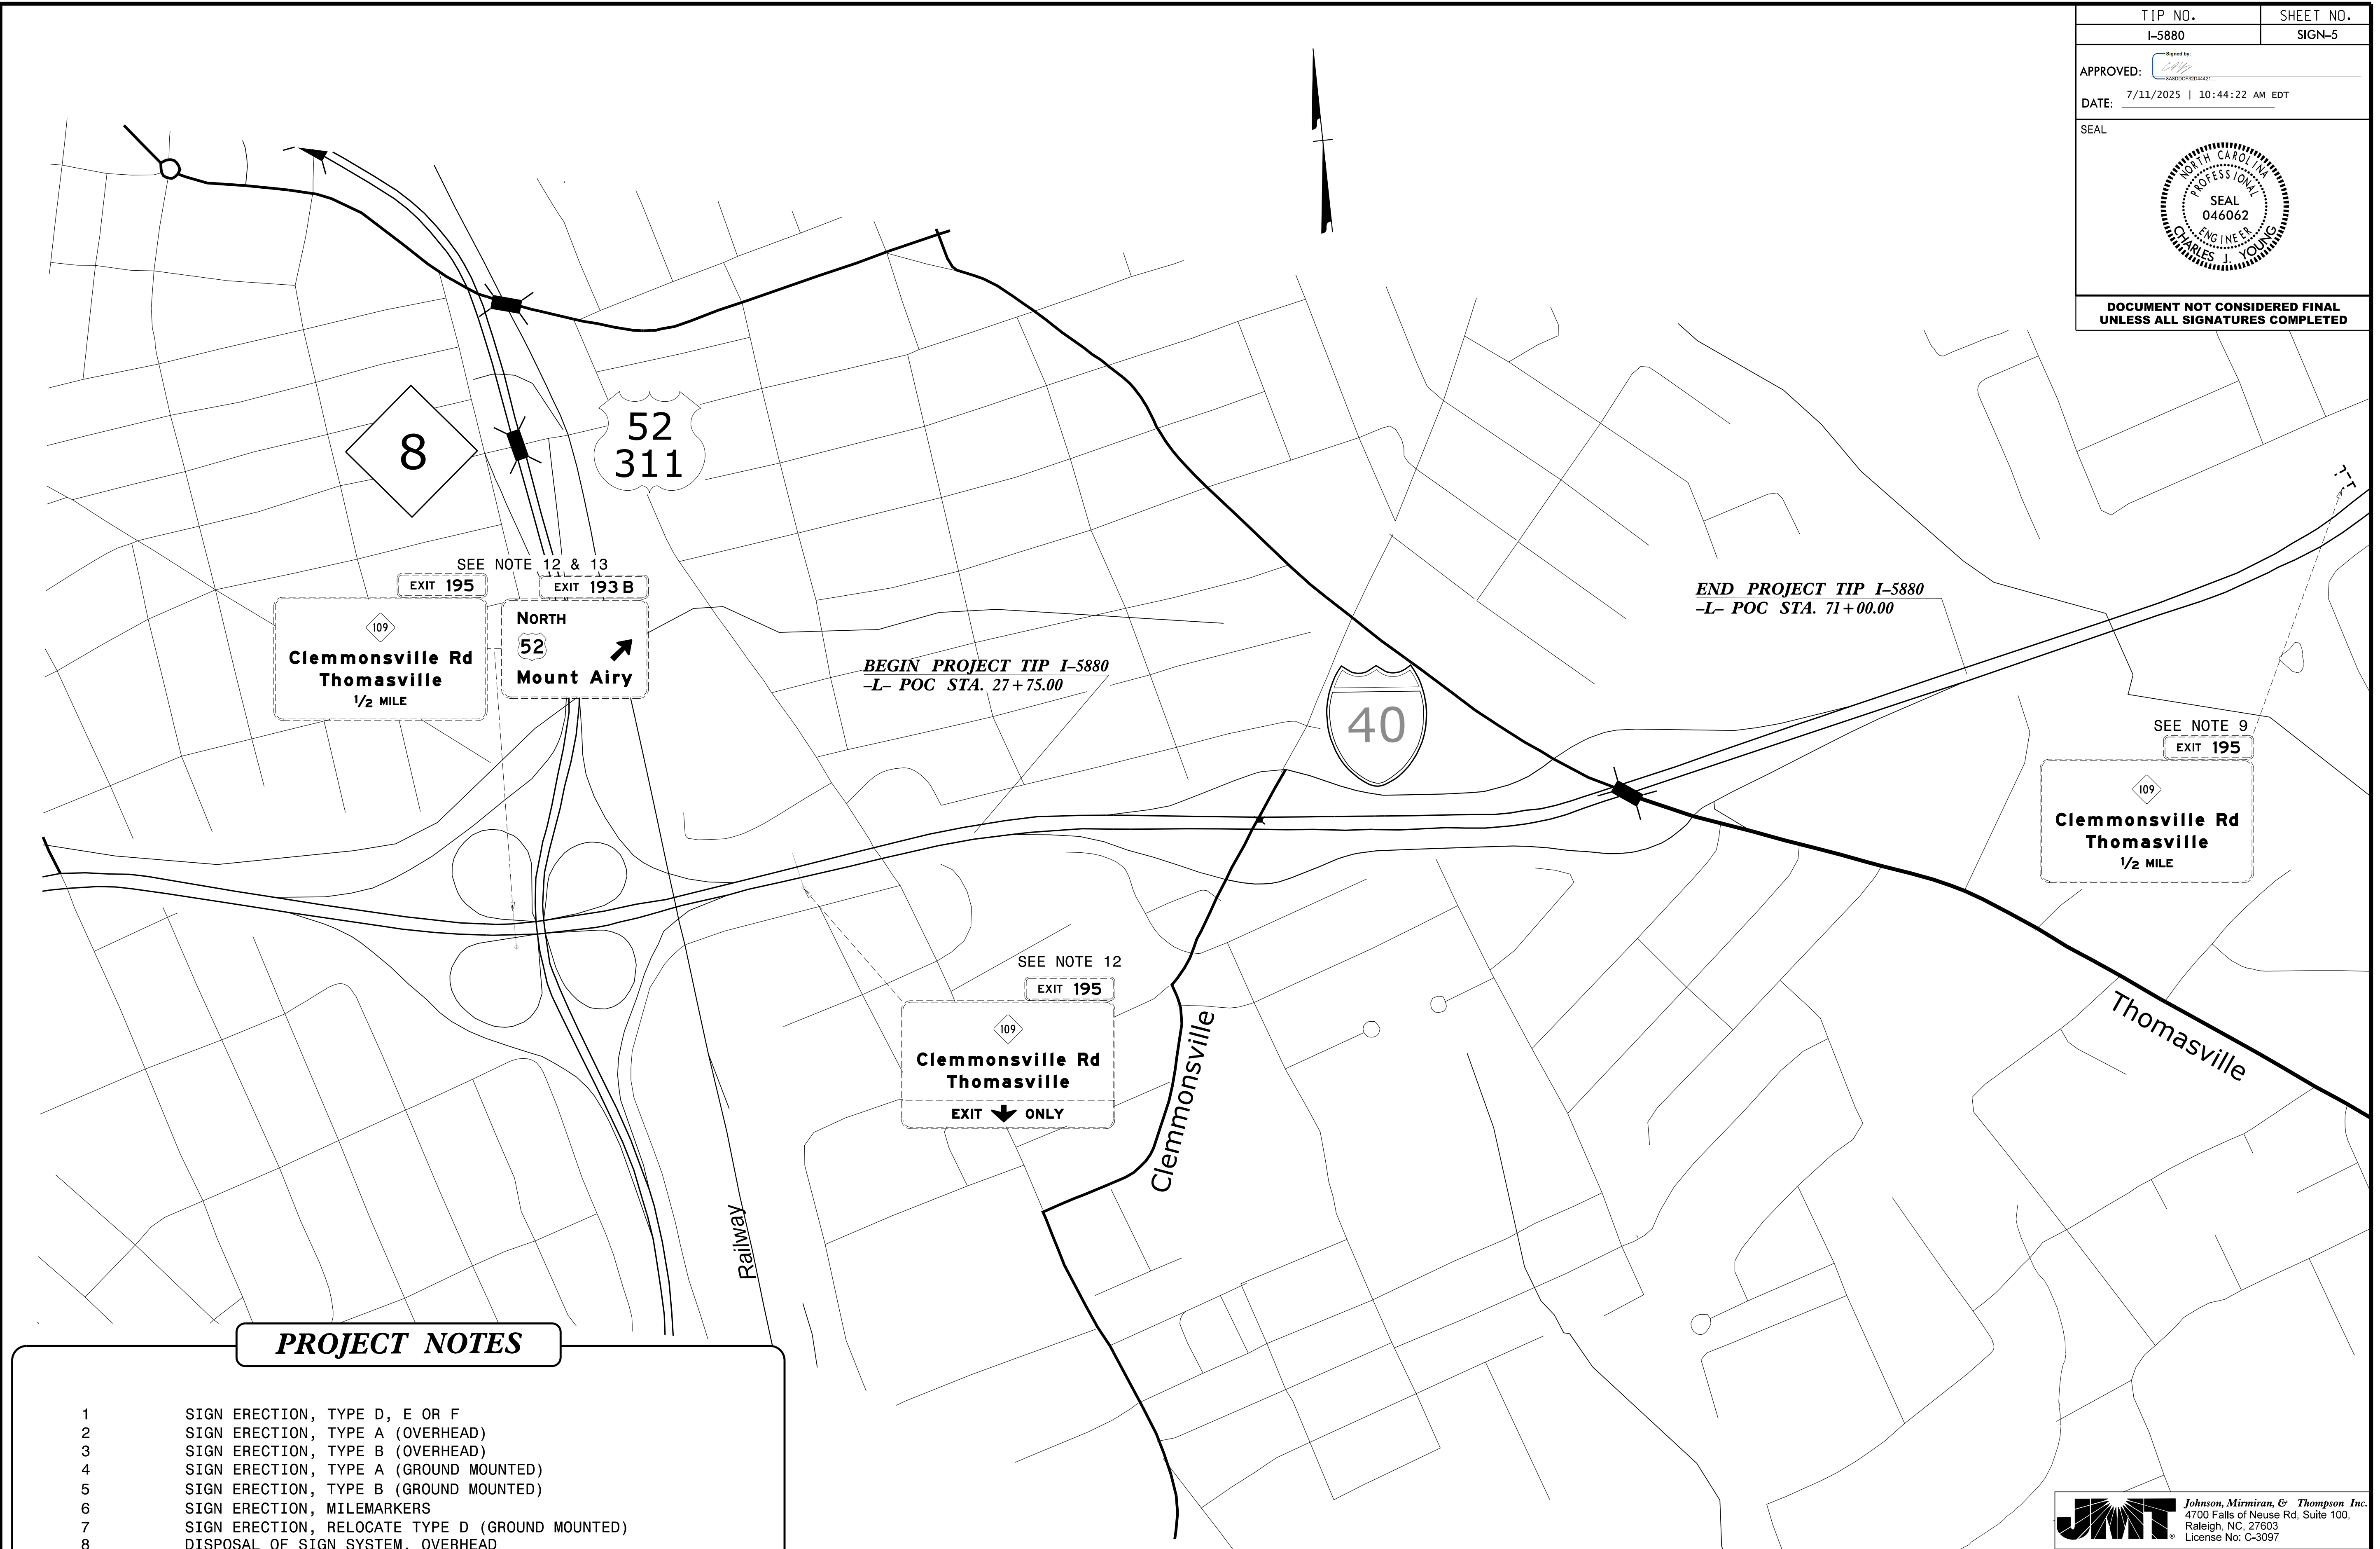 TIP NO.
SHEET NO.
I-5880
SIGN-5
Signed by:
APPROVED:
DATE:
7/11/2025 | 10:44:22 AM EDT
SEAL
NORTH CAROLINA
PROFESSIONAL
SEAL
046062
ENGINEER
CHARLES J. YOUNG
DOCUMENT NOT CONSIDERED FINAL
UNLESS ALL SIGNATURES COMPLETED
8
52
311
SEE NOTE 12 & 13
EXIT 195
109
Clemmonsville Rd
Thomasville
1/2 MILE
EXIT 193 B
NORTH
52
Mount Airy
BEGIN PROJECT TIP I-5880
-L- POC STA. 27+75.00
40
END PROJECT TIP I-5880
-L- POC STA. 71+00.00
SEE NOTE 9
EXIT 195
109
Clemmonsville Rd
Thomasville
1/2 MILE
SEE NOTE 12
EXIT 195
109
Clemmonsville Rd
Thomasville
EXIT ONLY
Clemmonsville
Thomasville
Railway
PROJECT NOTES
1 SIGN ERECTION, TYPE D, E OR F
2 SIGN ERECTION, TYPE A (OVERHEAD)
3 SIGN ERECTION, TYPE B (OVERHEAD)
4 SIGN ERECTION, TYPE A (GROUND MOUNTED)
5 SIGN ERECTION, TYPE B (GROUND MOUNTED)
6 SIGN ERECTION, MILEMARKERS
7 SIGN ERECTION, RELOCATE TYPE D (GROUND MOUNTED)
8 DISPOSAL OF SIGN SYSTEM, OVERHEAD
JMT
Johnson, Mirmiran, & Thompson Inc.
4700 Falls of Neuse Rd, Suite 100,
Raleigh, NC, 27603
License No: C-3097